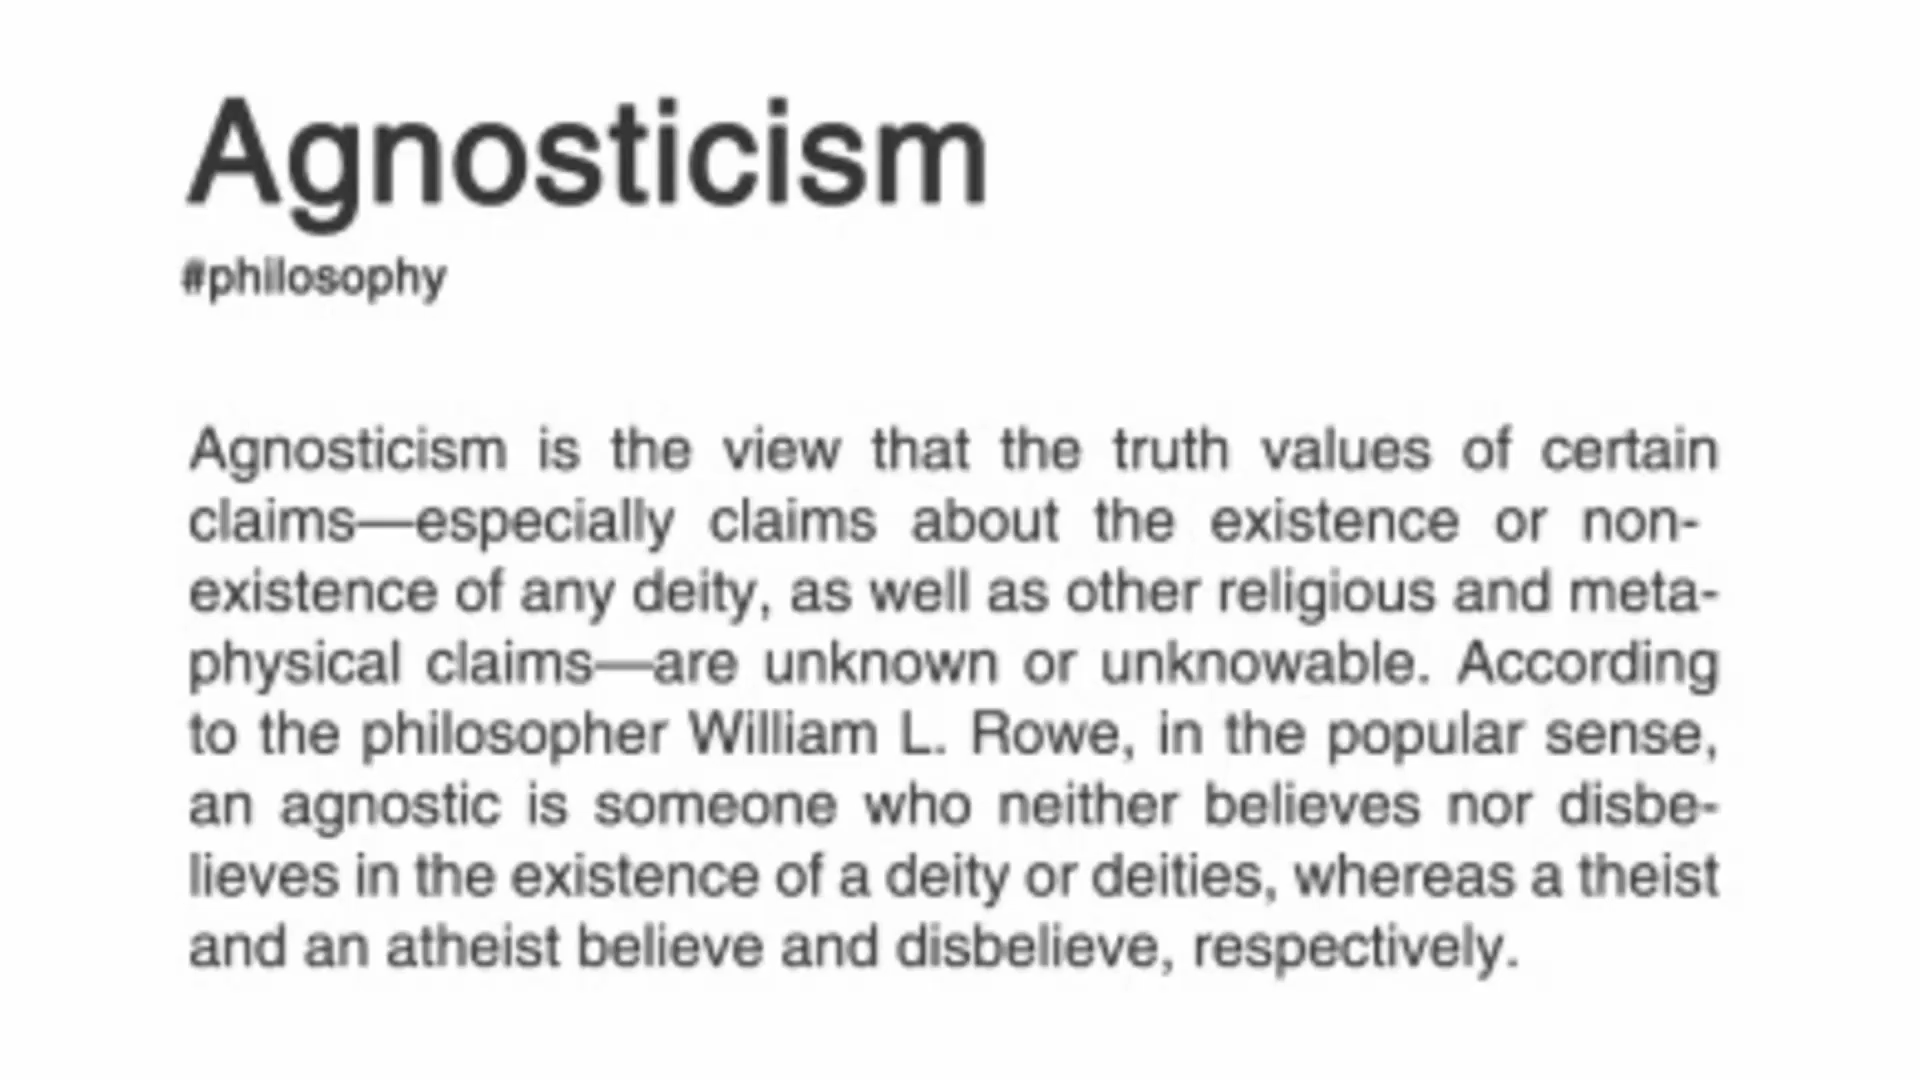 Agnosticism
#philosophy
Agnosticism is the view that the truth values of certain
claims—especially claims about the existence or non-
existence of any deity, as well as other religious and meta-
physical claims—are unknown or unknowable. According
to the philosopher William L. Rowe, in the popular sense,
an agnostic is someone who neither believes nor disbe-
lieves in the existence of a deity or deities, whereas a theist
and an atheist believe and disbelieve, respectively.